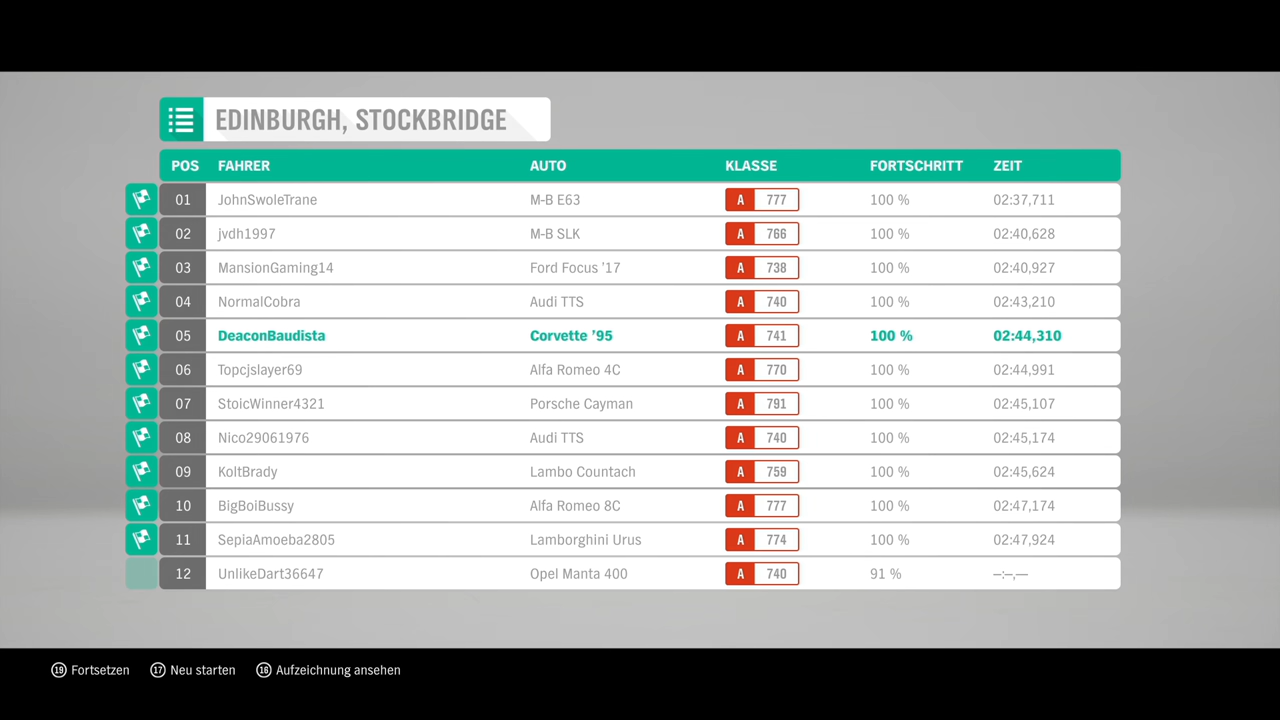 EDINBURGH, STOCKBRIDGE
POS FAHRER AUTO KLASSE FORTSCHRITT ZEIT
01 JohnSwoleTrane M-B E63 A 777 100 % 02:37,711
02 jvdh1997 M-B SLK A 766 100 % 02:40,628
03 MansionGaming14 Ford Focus ’17 A 738 100 % 02:40,927
04 NormalCobra Audi TTS A 740 100 % 02:43,210
05 DeaconBaudista Corvette ’95 A 741 100 % 02:44,310
06 Topcjslayer69 Alfa Romeo 4C A 770 100 % 02:44,991
07 StoicWinner4321 Porsche Cayman A 791 100 % 02:45,107
08 Nico29061976 Audi TTS A 740 100 % 02:45,174
09 KoltBrady Lambo Countach A 759 100 % 02:45,624
10 BigBoiBussy Alfa Romeo 8C A 777 100 % 02:47,174
11 SepiaAmoeba2805 Lamborghini Urus A 774 100 % 02:47,924
12 UnlikeDart36647 Opel Manta 400 A 740 91 % –:–,––
19 Fortsetzen 17 Neu starten 16 Aufzeichnung ansehen